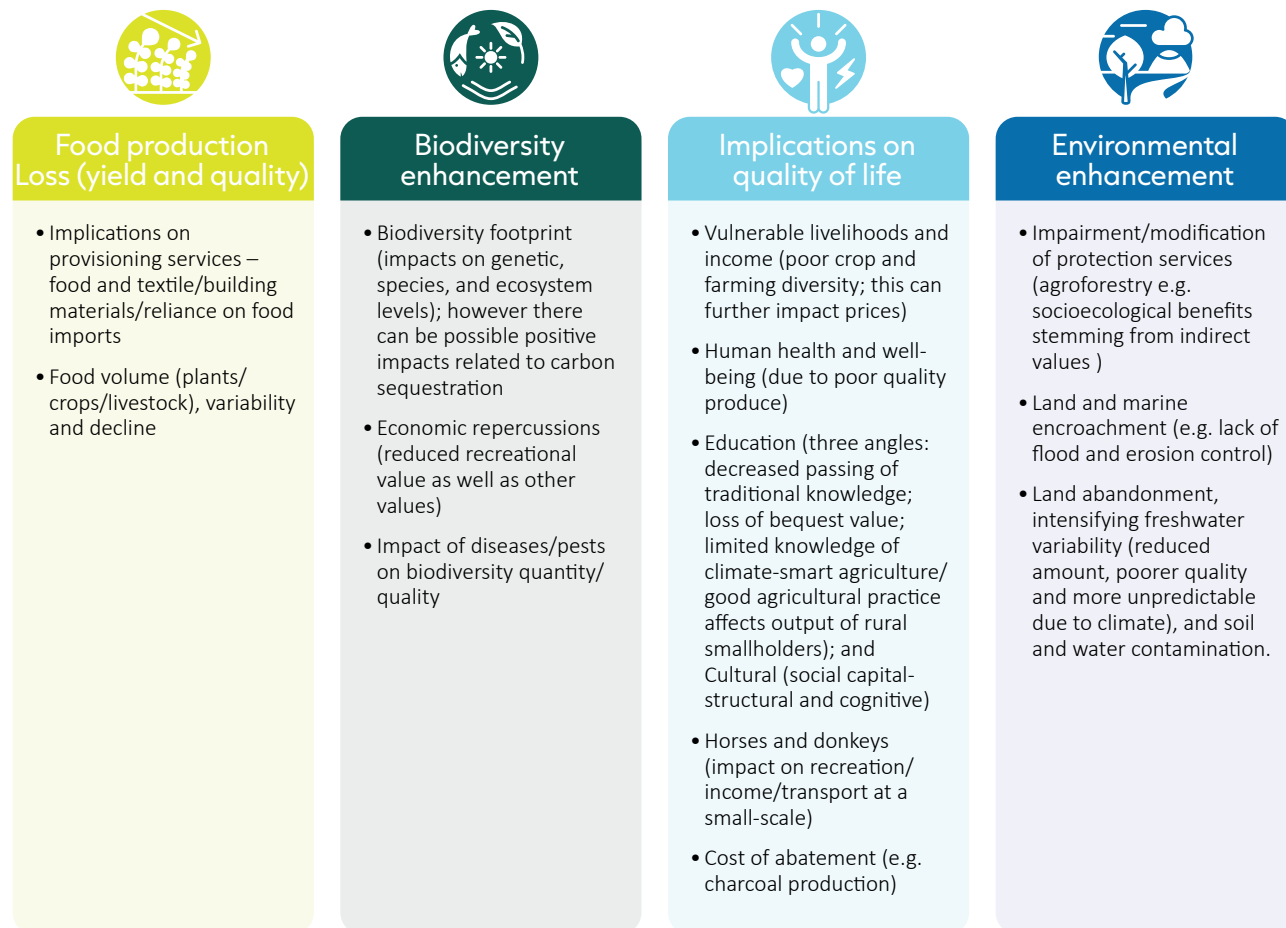 Food production
Loss (yield and quality)
• Implications on
provisioning services –
food and textile/building
materials/reliance on food
imports
• Food volume (plants/
crops/livestock), variability
and decline
Biodiversity
enhancement
• Biodiversity footprint
(impacts on genetic,
species, and ecosystem
levels); however there
can be possible positive
impacts related to carbon
sequestration
• Economic repercussions
(reduced recreational
value as well as other
values)
• Impact of diseases/pests
on biodiversity quantity/
quality
Implications on
quality of life
• Vulnerable livelihoods and
income (poor crop and
farming diversity; this can
further impact prices)
• Human health and well-
being (due to poor quality
produce)
• Education (three angles:
decreased passing of
traditional knowledge;
loss of bequest value;
limited knowledge of
climate-smart agriculture/
good agricultural practice
affects output of rural
smallholders); and
Cultural (social capital-
structural and cognitive)
• Horses and donkeys
(impact on recreation/
income/transport at a
small-scale)
• Cost of abatement (e.g.
charcoal production)
Environmental
enhancement
• Impairment/modification
of protection services
(agroforestry e.g.
socioecological benefits
stemming from indirect
values )
• Land and marine
encroachment (e.g. lack of
flood and erosion control)
• Land abandonment,
intensifying freshwater
variability (reduced
amount, poorer quality
and more unpredictable
due to climate), and soil
and water contamination.